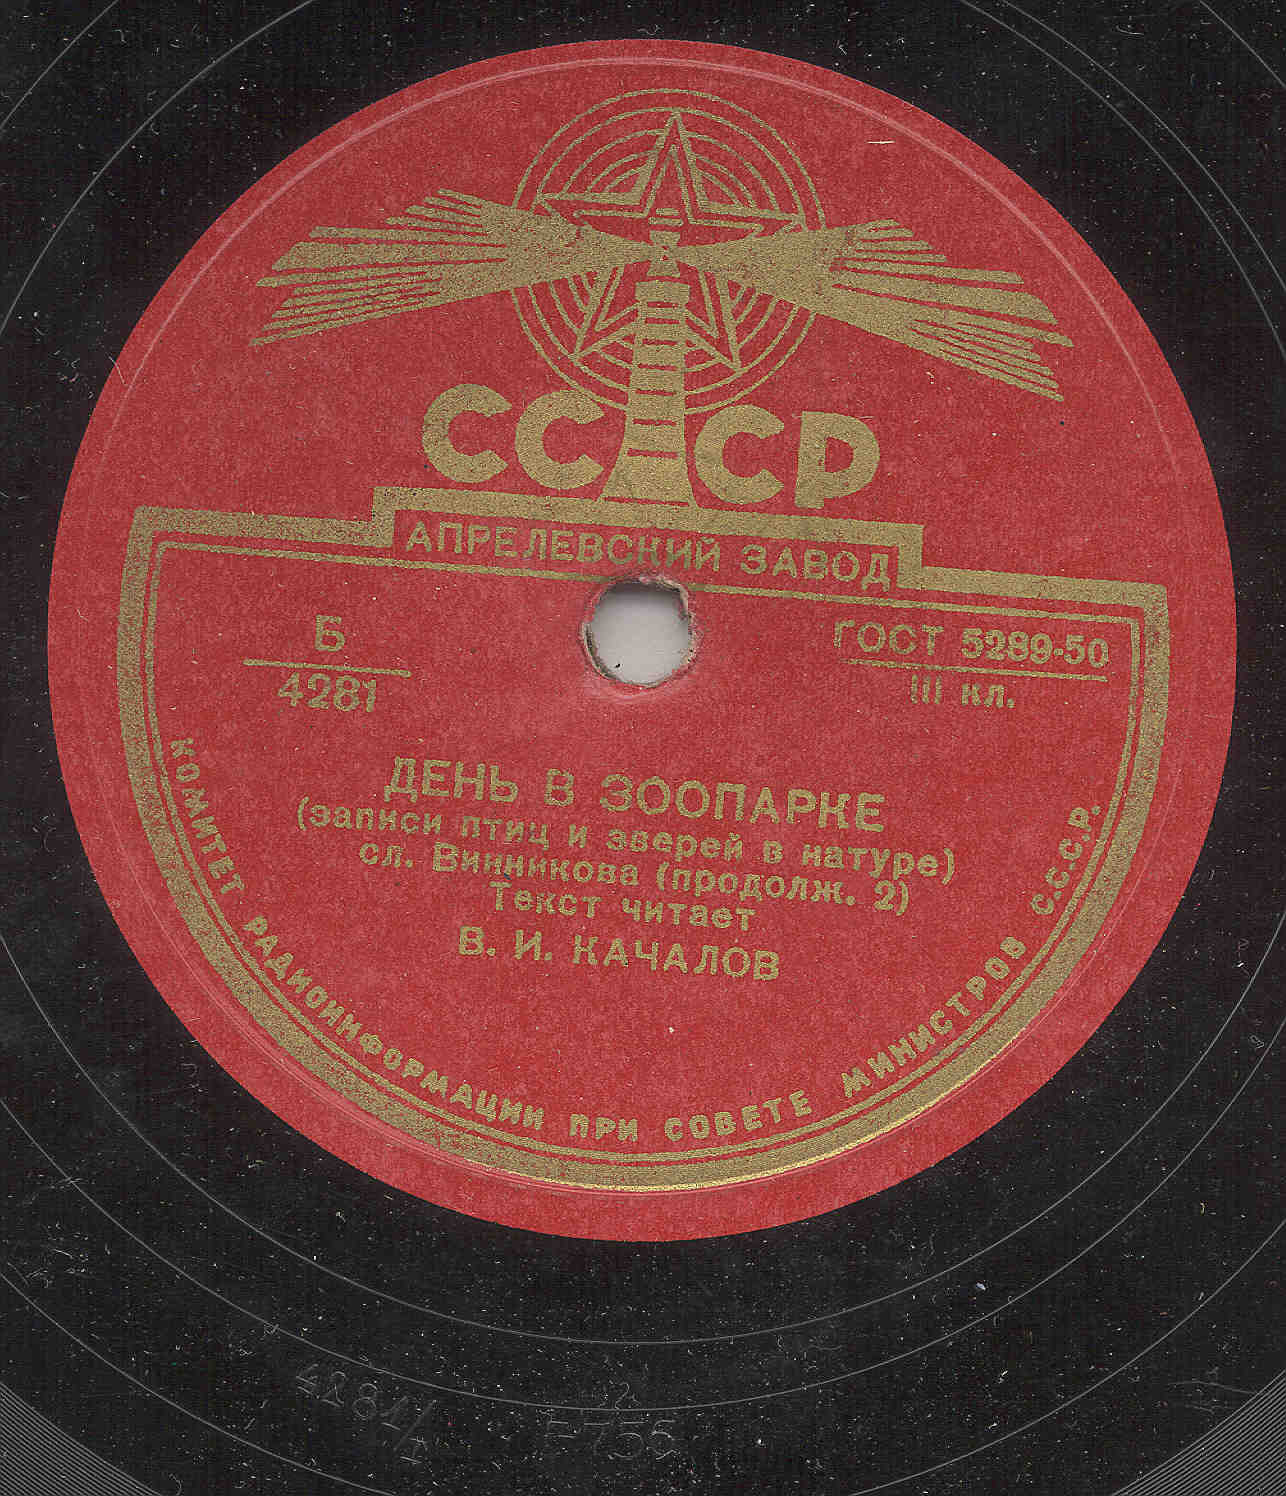 СССР
АПРЕЛЕВСКИЙ ЗАВОД
Б
4281
ГОСТ 5289-50
III кл.
ДЕНЬ В ЗООПАРКЕ
(записи птиц и зверей в натуре)
сл. Винникова (продолж. 2)
Текст читает
В. И. КАЧАЛОВ
КОМИТЕТ РАДИОИНФОРМАЦИИ ПРИ СОВЕТЕ МИНИСТРОВ С.С.С.Р.
4281/I